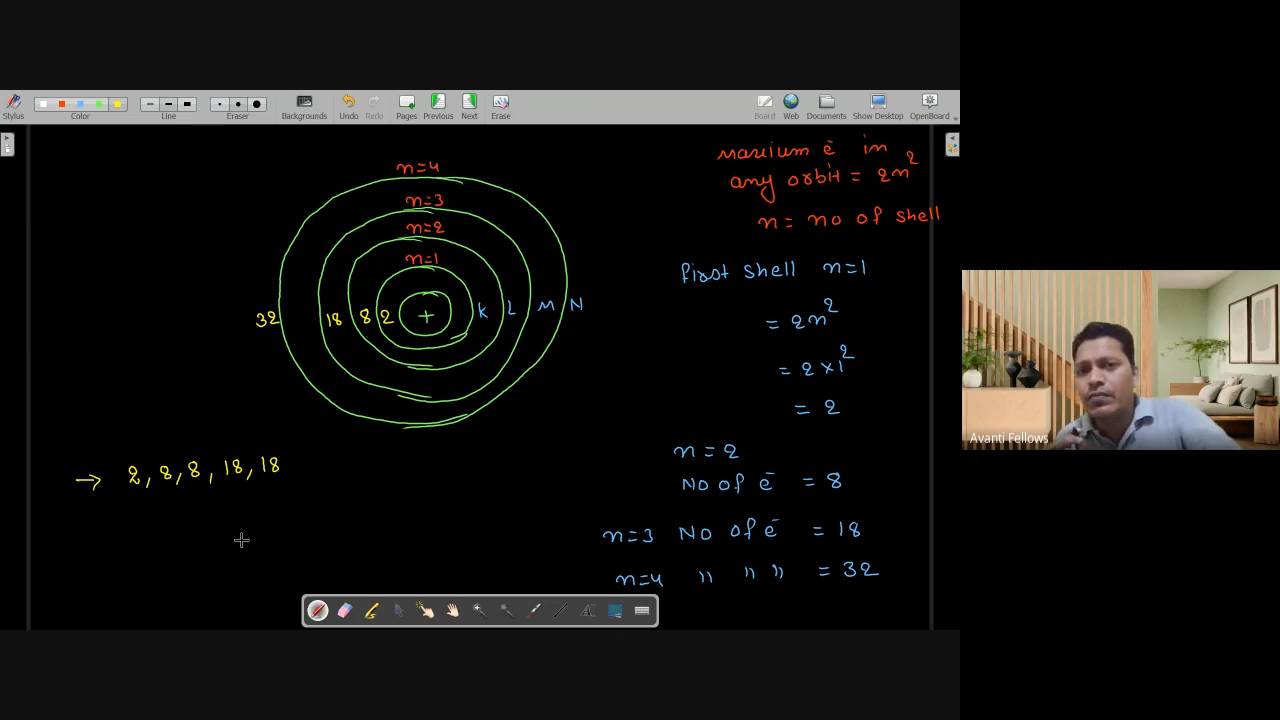 Stylus
Color
Line
Eraser
Backgrounds
Undo
Redo
Pages
Previous
Next
Erase
Board
Web
Documents
Show Desktop
OpenBoard
n=4
n=3
n=2
n=1
32 18 8 2 + K L M N
→ 2, 8, 8, 18, 18
maxium e⁻ in
any orbit = 2n²
n = no of shell
first shell n=1
= 2n²
= 2×1²
= 2
n = 2
No of e⁻ = 8
n=3 No of e⁻ = 18
n=4 " " " = 32
Avanti Fellows